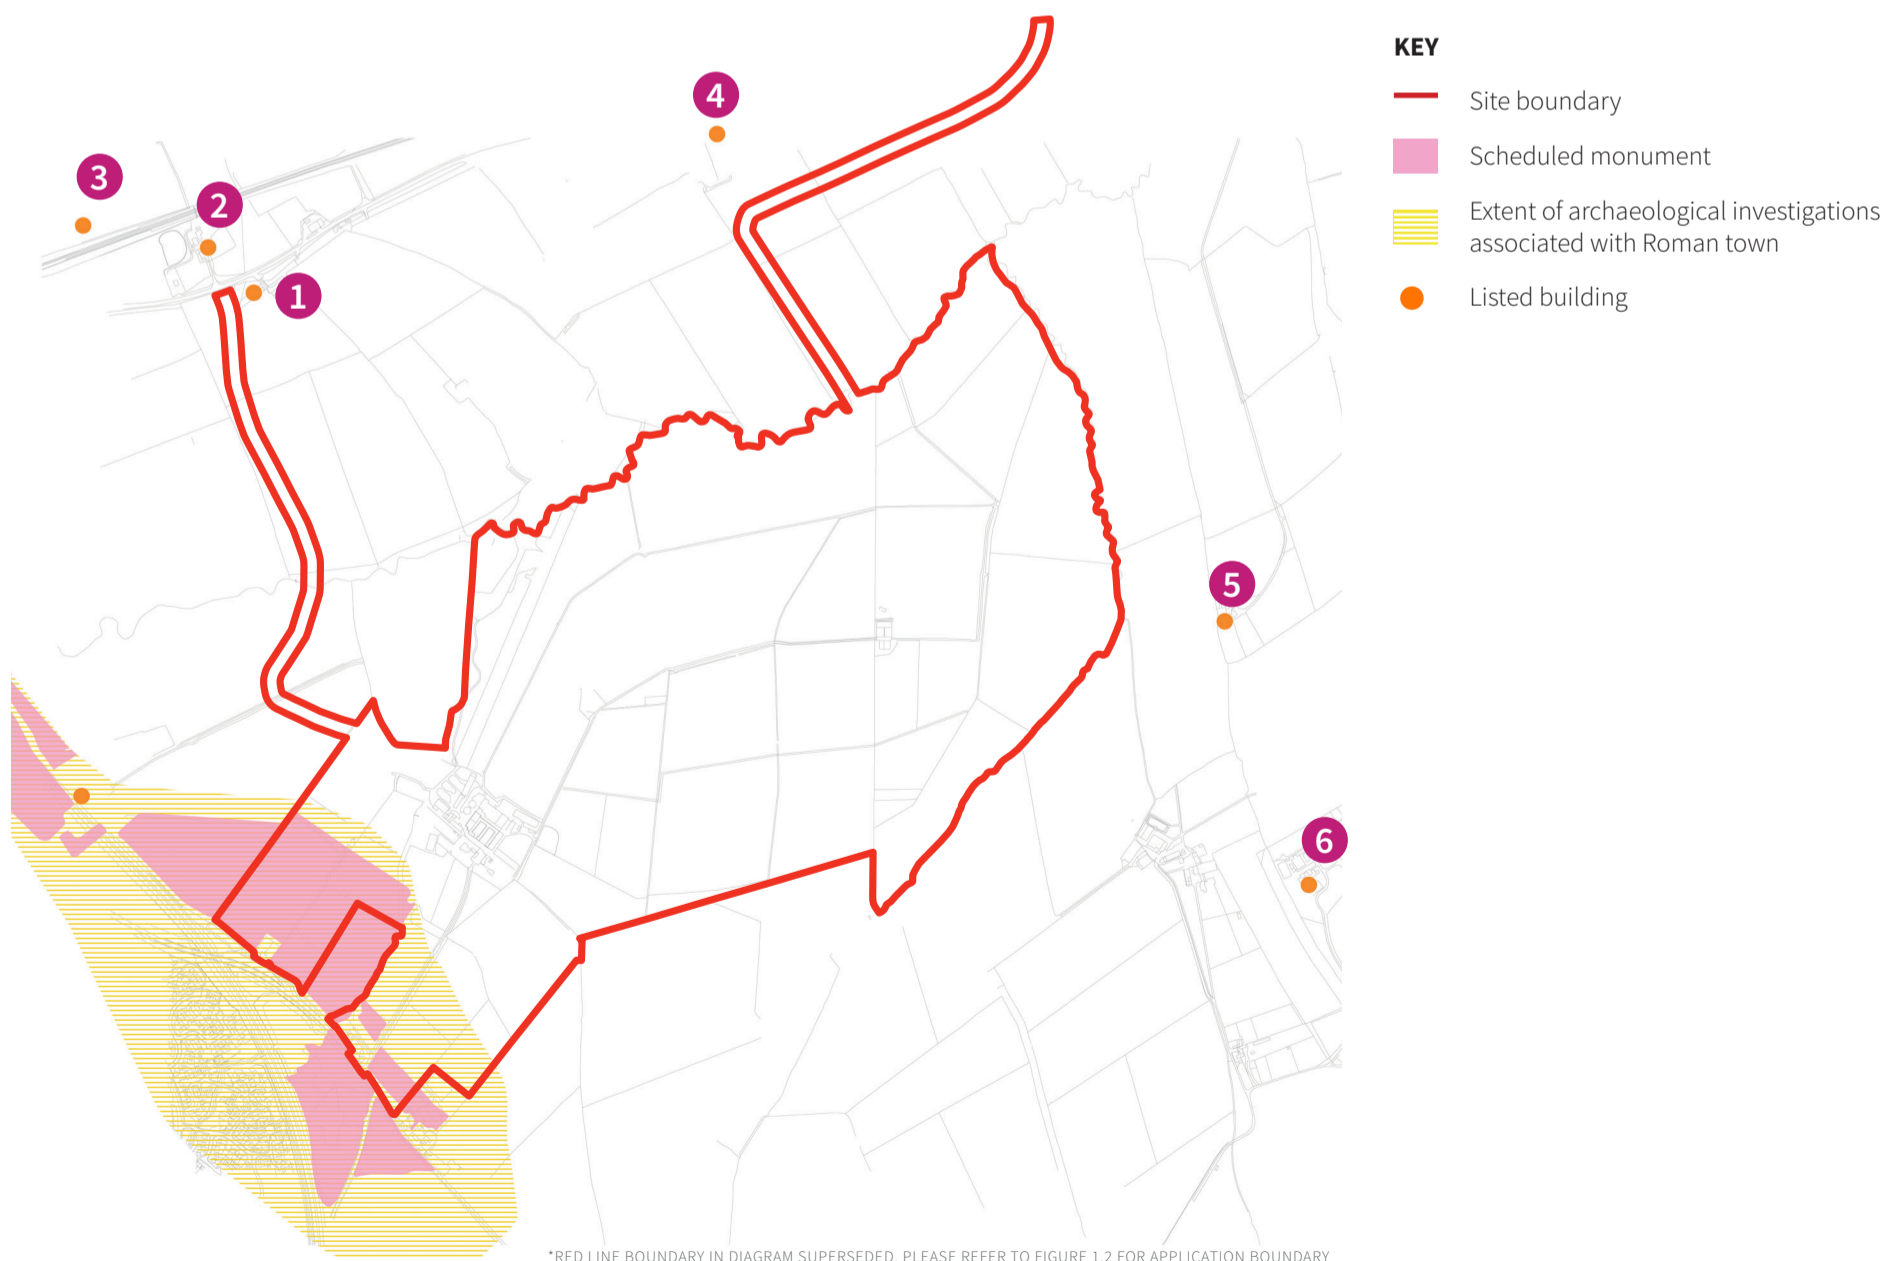 KEY
Site boundary
Scheduled monument
Extent of archaeological investigations
associated with Roman town
Listed building
4
3
2
1
5
6
*RED LINE BOUNDARY IN DIAGRAM SUPERSEDED. PLEASE REFER TO FIGURE 1.2 FOR APPLICATION BOUNDARY